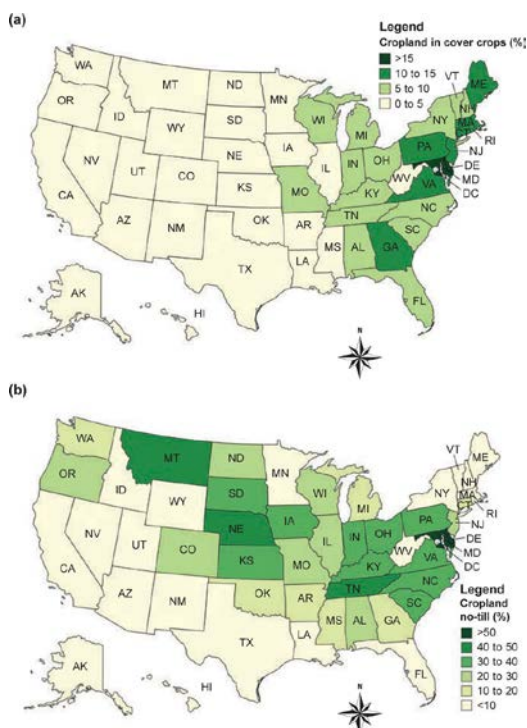 (a)
Legend
Cropland in cover crops (%)
>15
10 to 15
5 to 10
0 to 5
WA
MT
ND
MN
VT
ME
OR
ID
SD
WI
NY
NH
MA
CT
RI
WY
MI
PA
NJ
NV
NE
IA
IL
IN
OH
DE
UT
CO
WV
MD
CA
KS
MO
KY
VA
DC
AZ
NM
OK
AR
TN
NC
SC
TX
LA
MS
AL
GA
FL
AK
HI
N
(b)
WA
MT
ND
MN
VT
ME
OR
ID
SD
WI
NY
NH
MA
RI
WY
MI
PA
NJ
NV
NE
IA
IL
IN
OH
DE
UT
CO
WV
MD
CA
KS
MO
KY
VA
DC
AZ
NM
OK
AR
TN
NC
SC
TX
LA
MS
AL
GA
FL
AK
HI
N
Legend
Cropland
no-till (%)
>50
40 to 50
30 to 40
20 to 30
10 to 20
<10